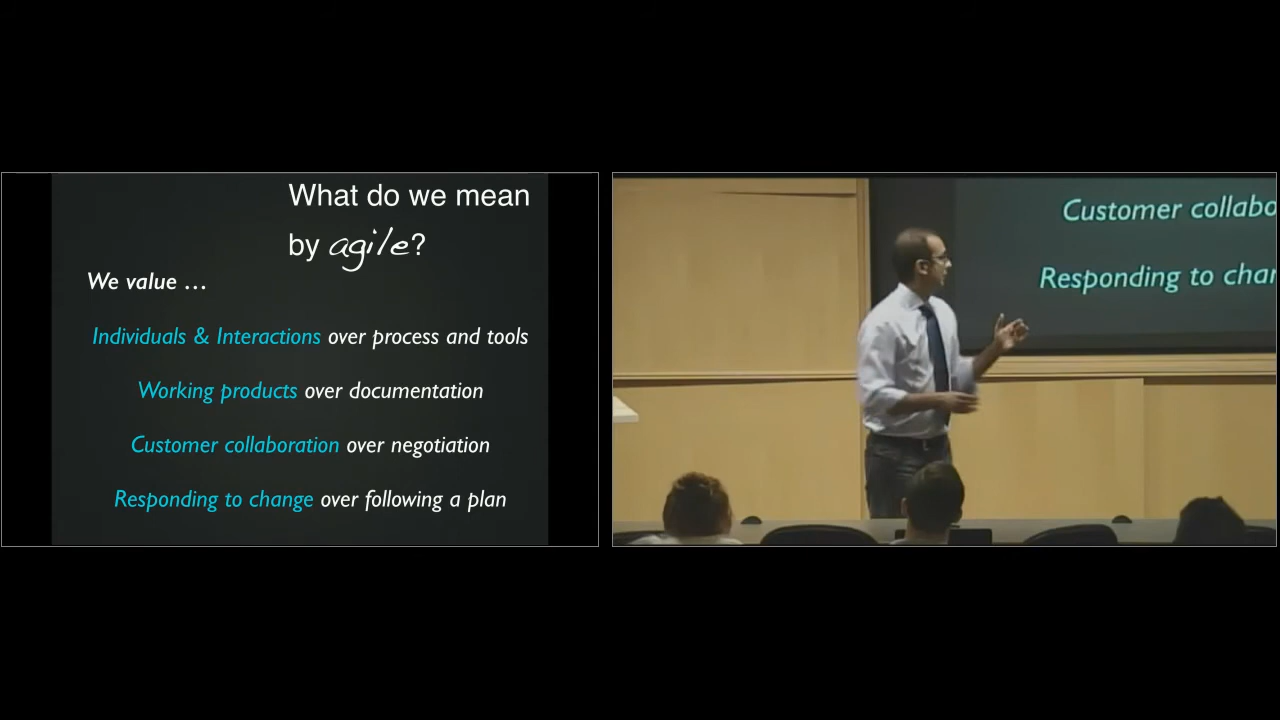 What do we mean
by agile?
We value …
Individuals & Interactions over process and tools
Working products over documentation
Customer collaboration over negotiation
Responding to change over following a plan
Customer collabo
Responding to chan